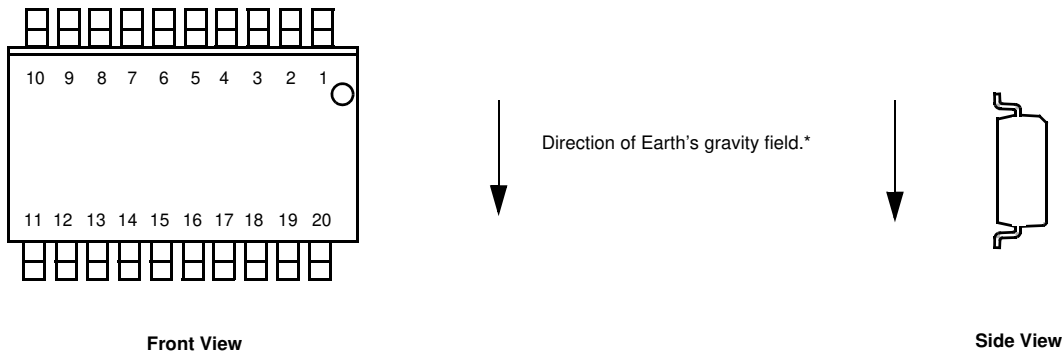 10 9 8 7 6 5 4 3 2 1
Direction of Earth's gravity field.*
11 12 13 14 15 16 17 18 19 20
Front View
Side View